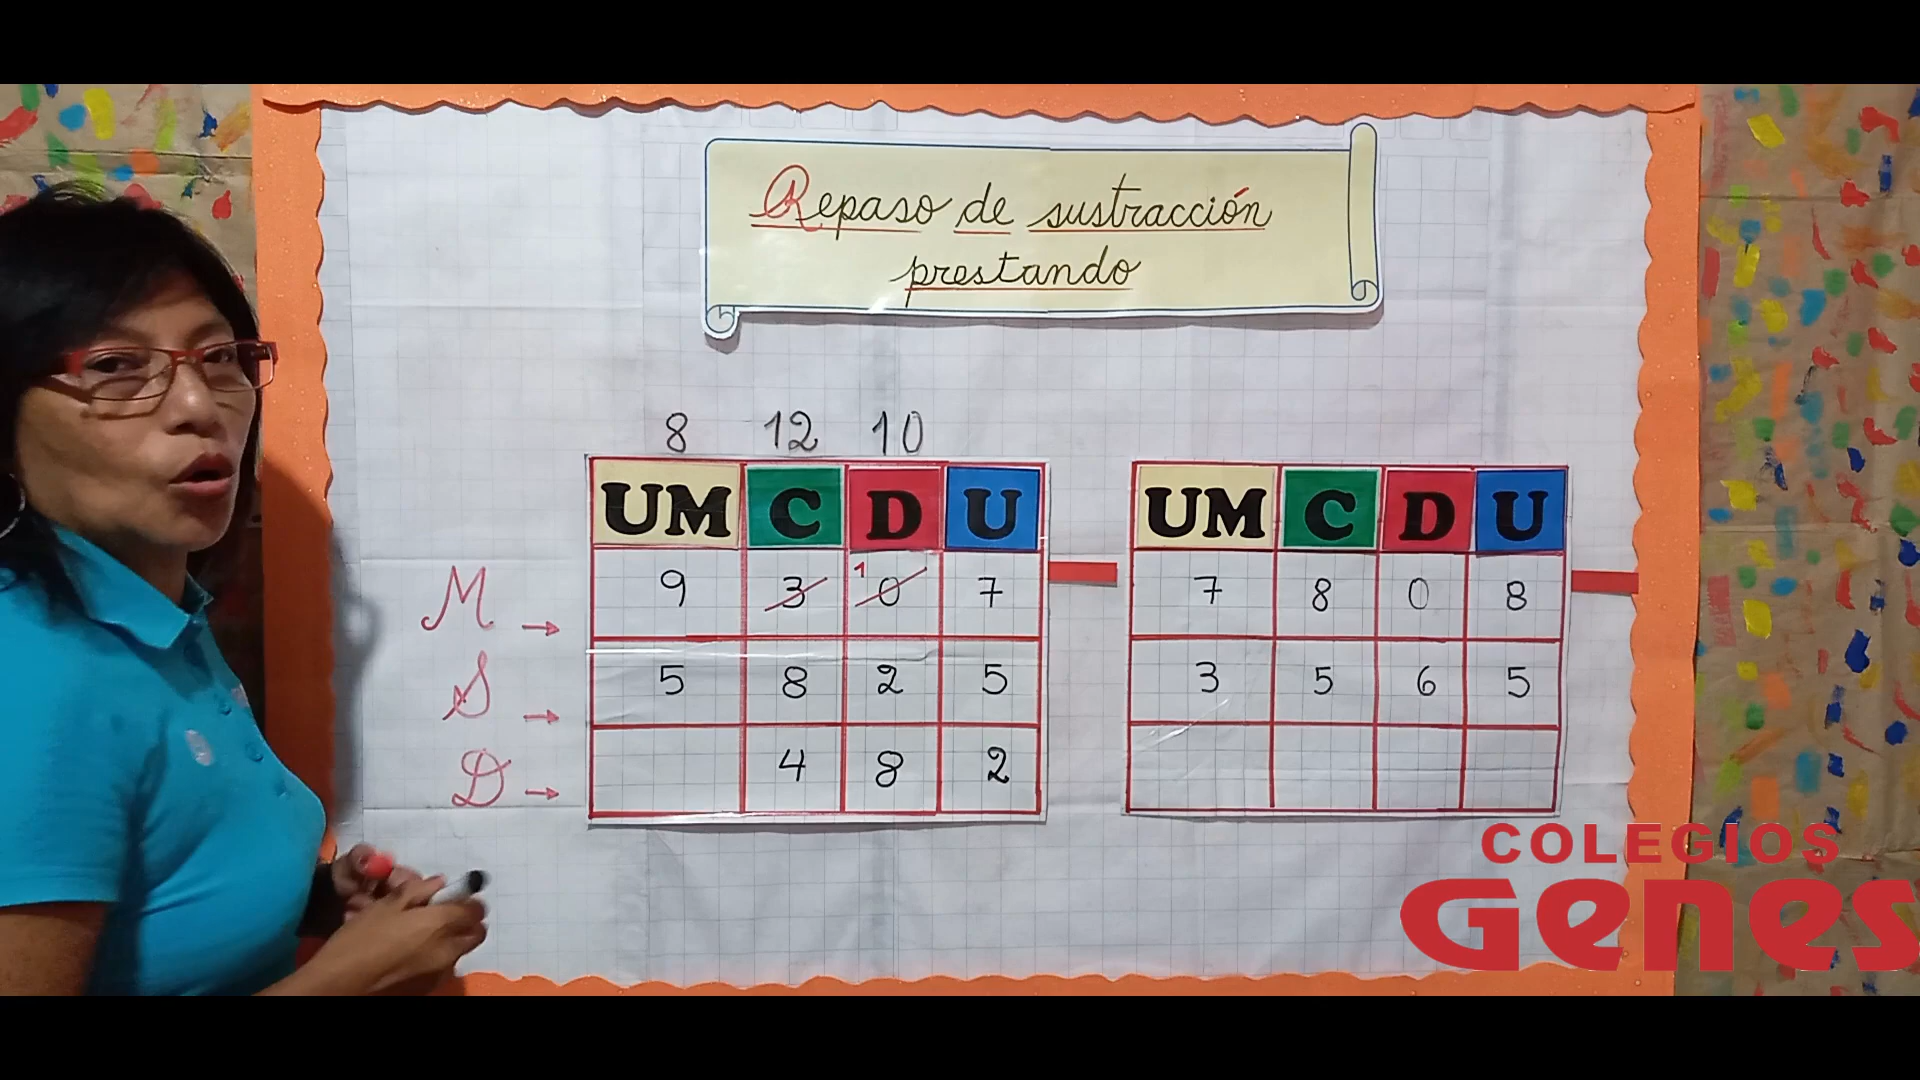 Repaso de sustracción
prestando
8 12 10
UM C D U
UM C D U
M → 9 3 10 7
7 8 0 8
S → 5 8 2 5
3 5 6 5
D → 4 8 2
COLEGIOS
Genes